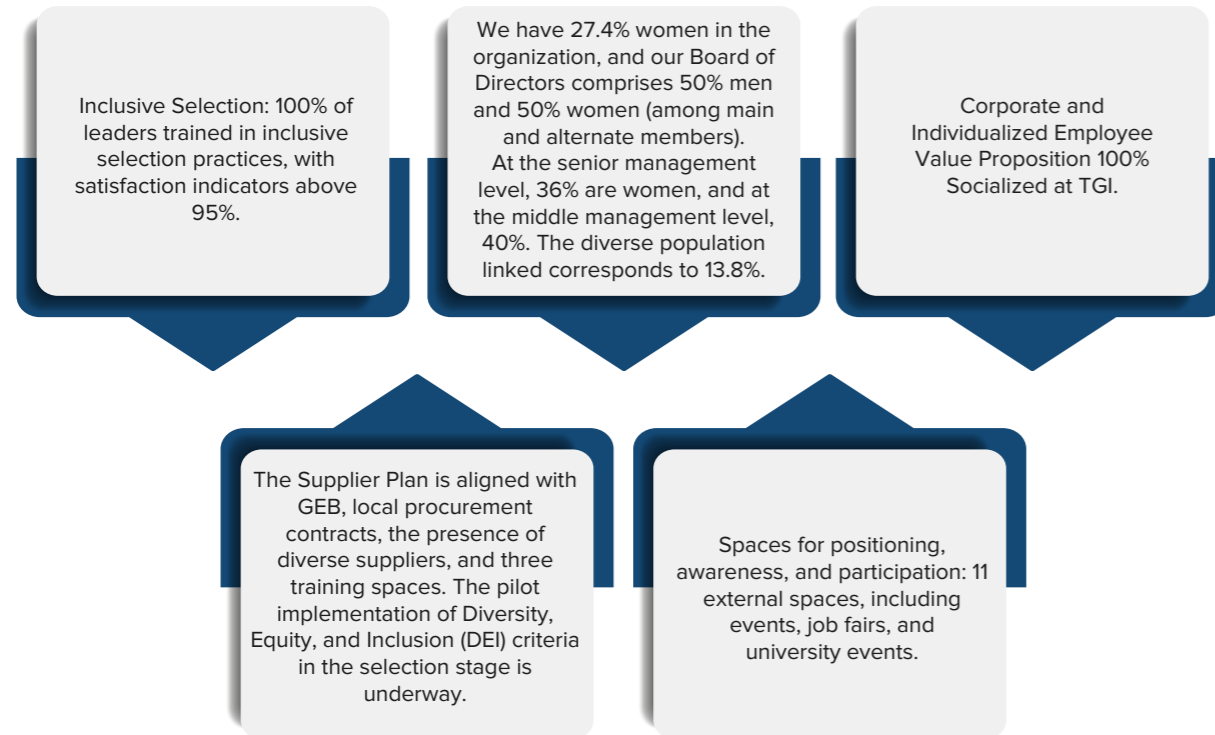 Inclusive Selection: 100% of
leaders trained in inclusive
selection practices, with
satisfaction indicators above
95%.
We have 27.4% women in the
organization, and our Board of
Directors comprises 50% men
and 50% women (among main
and alternate members).
At the senior management
level, 36% are women, and at
the middle management level,
40%. The diverse population
linked corresponds to 13.8%.
Corporate and
Individualized Employee
Value Proposition 100%
Socialized at TGI.
The Supplier Plan is aligned with
GEB, local procurement
contracts, the presence of
diverse suppliers, and three
training spaces. The pilot
implementation of Diversity,
Equity, and Inclusion (DEI) criteria
in the selection stage is
underway.
Spaces for positioning,
awareness, and participation: 11
external spaces, including
events, job fairs, and
university events.